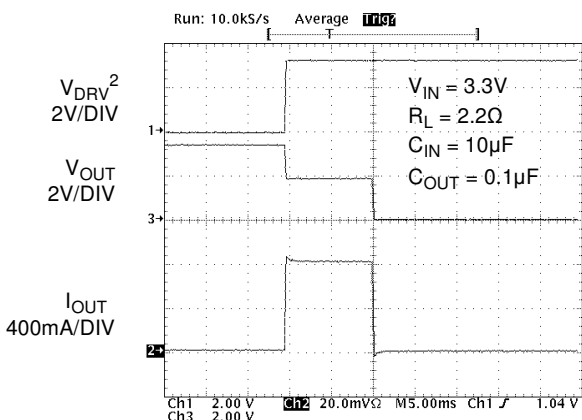 Run: 10.0kS/s Average Trig?
V_DRV²
2V/DIV
V_OUT
2V/DIV
I_OUT
400mA/DIV
1→
3→
2→
V_IN = 3.3V
R_L = 2.2Ω
C_IN = 10µF
C_OUT = 0.1µF
Ch1 2.00 V Ch2 20.0mVΩ M5.00ms Ch1 ƒ 1.04 V
Ch3 2.00 V